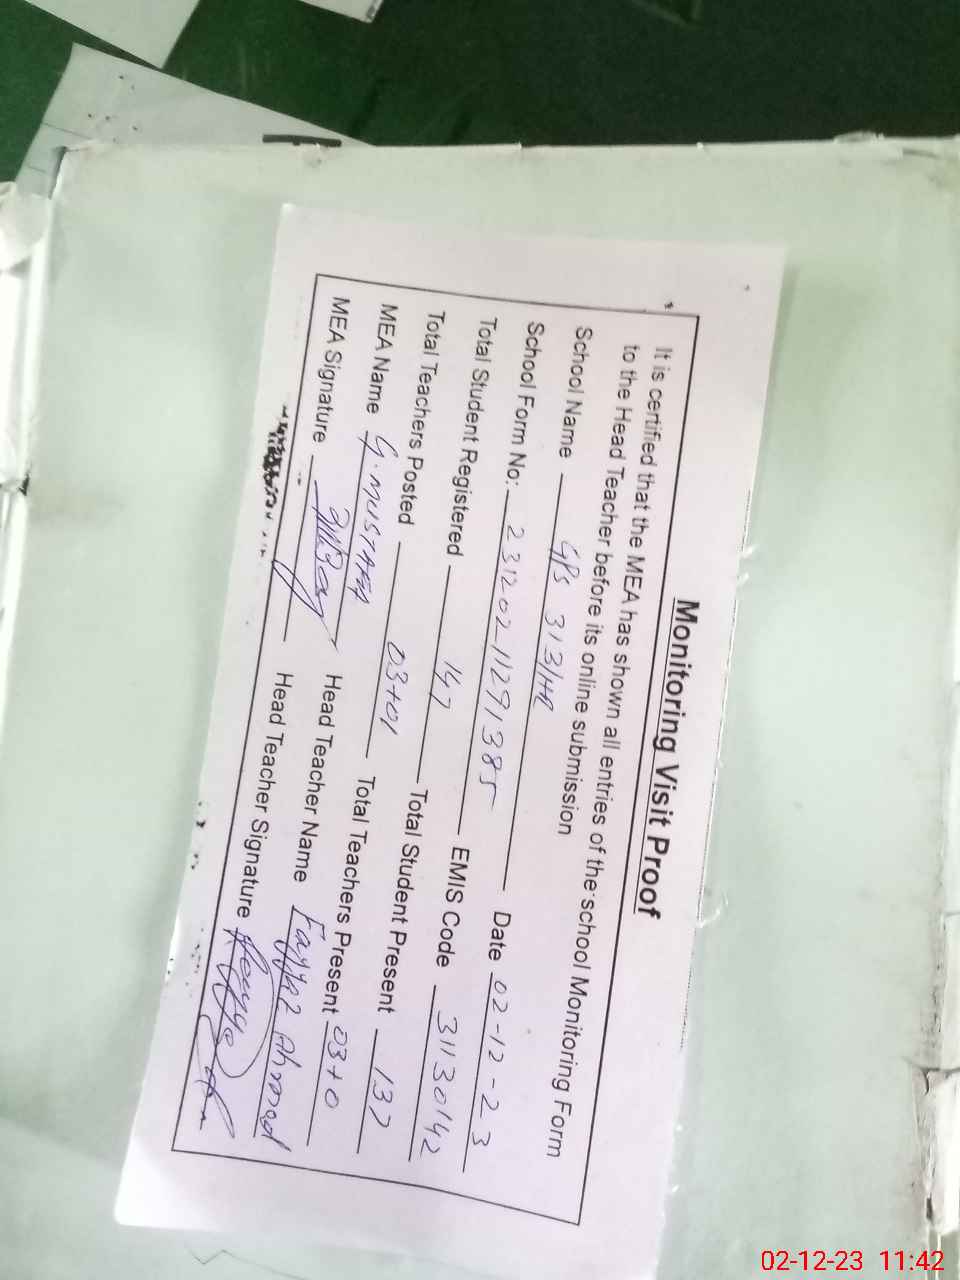 Monitoring Visit Proof
It is certified that the MEA has shown all entries of the school Monitoring Form
to the Head Teacher before its online submission
School Name GPS 313/HR
School Form No: 231202-11291385 Date 02-12-23
Total Student Registered 147 EMIS Code 31130142
Total Teachers Posted 03+01 Total Student Present 137
MEA Name G.MUSTAFA Total Teachers Present 03+0
MEA Signature Head Teacher Name Fayyaz Ahmad
Head Teacher Signature
02-12-23 11:42